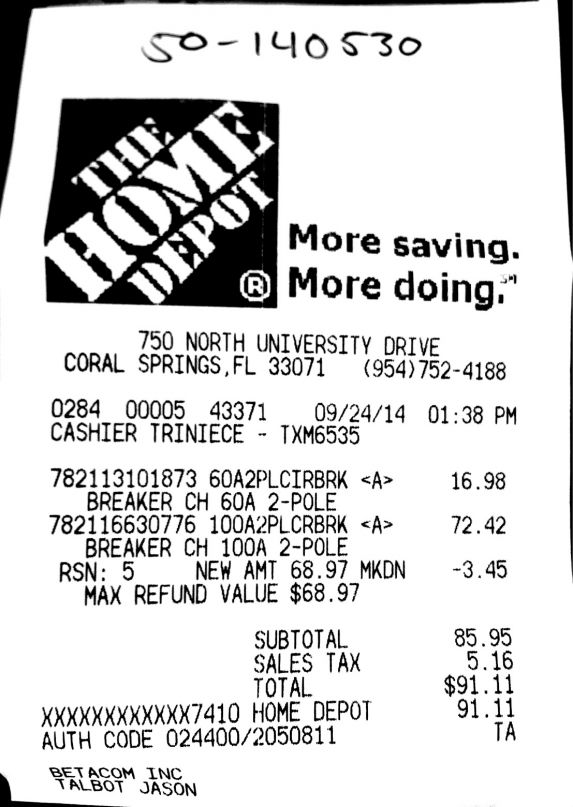 50-140530
THE
HOME
DEPOT
®
More saving.
More doing.℠
750 NORTH UNIVERSITY DRIVE
CORAL SPRINGS,FL 33071 (954)752-4188
0284 00005 43371 09/24/14 01:38 PM
CASHIER TRINIECE - TXM6535
782113101873 60A2PLCIRBRK <A> 16.98
BREAKER CH 60A 2-POLE
782116630776 100A2PLCRBRK <A> 72.42
BREAKER CH 100A 2-POLE
RSN: 5 NEW AMT 68.97 MKDN -3.45
MAX REFUND VALUE $68.97
SUBTOTAL 85.95
SALES TAX 5.16
TOTAL $91.11
XXXXXXXXXXXX7410 HOME DEPOT 91.11
AUTH CODE 024400/2050811 TA
BETACOM INC
TALBOT JASON